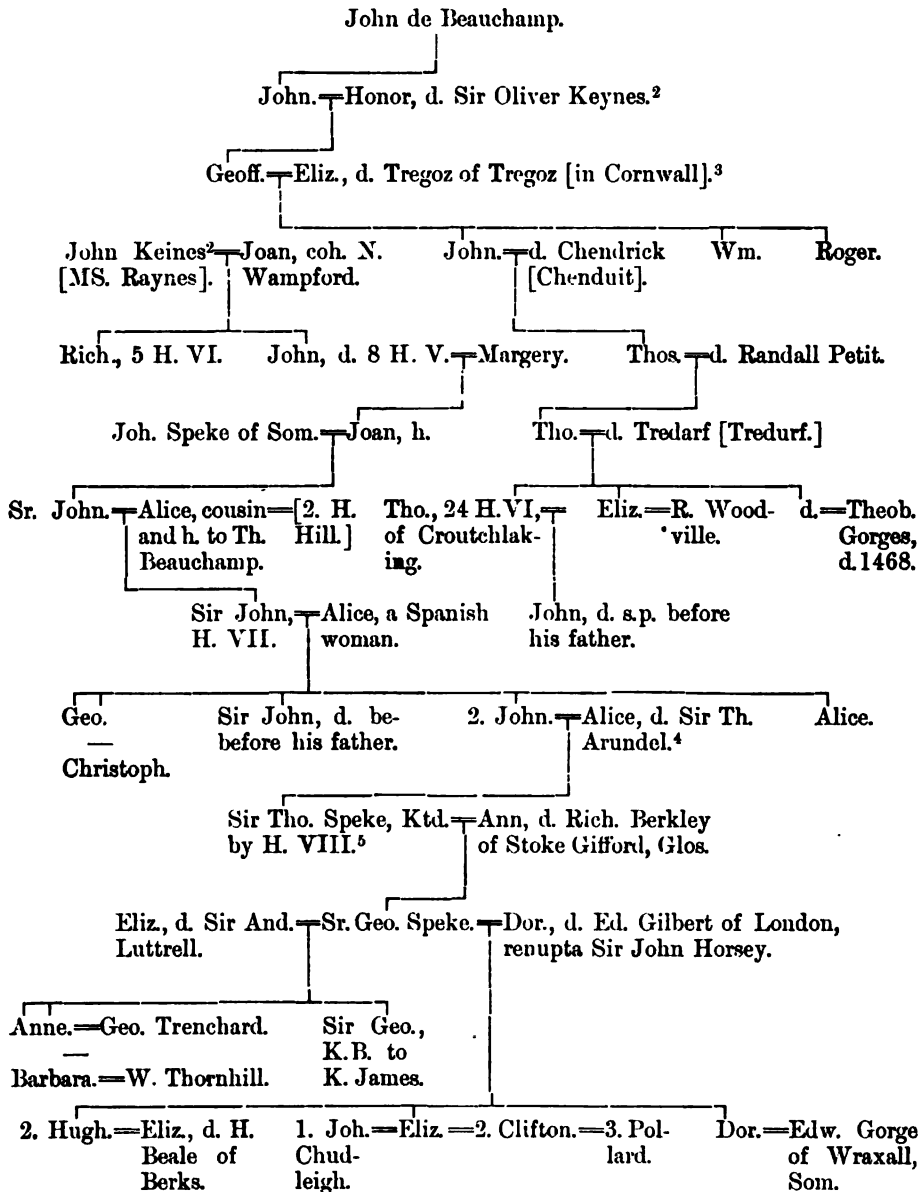 John de Beauchamp.
John. Honor, d. Sir Oliver Keynes.²
Geoff. Eliz., d. Tregoz of Tregoz [in Cornwall].³
John Keines² Joan, coh. N. John. d. Chendrick Wm. Roger.
[MS. Raynes]. Wampford. [Chenduit].
Rich., 5 H. VI. John, d. 8 H. V. Margery. Thos. d. Randall Petit.
Joh. Speke of Som. Joan, h. Tho. d. Tredarf [Tredurf.]
Sr. John. Alice, cousin [2. H. Tho., 24 H.VI, Eliz. R. Wood- d. Theob.
and h. to Th. Hill.] of Croutchlak- ville. Gorges,
Beauchamp. ing. d. 1468.
Sir John, Alice, a Spanish John, d. s.p. before
H. VII. woman. his father.
Geo. Sir John, d. be- 2. John. Alice, d. Sir Th. Alice.
— before his father. Arundel.⁴
Christoph.
Sir Tho. Speke, Ktd. Ann, d. Rich. Berkley
by H. VIII.⁵ of Stoke Gifford, Glos.
Eliz., d. Sir And. Sr. Geo. Speke. Dor., d. Ed. Gilbert of London,
Luttrell. renupta Sir John Horsey.
Anne. Geo. Trenchard. Sir Geo.,
— K.B. to
Barbara. W. Thornhill. K. James.
2. Hugh. Eliz., d. H. 1. Joh. Eliz. 2. Clifton. 3. Pol- Dor. Edw. Gorge
Beale of Chud- lard. of Wraxall,
Berks. leigh. Som.